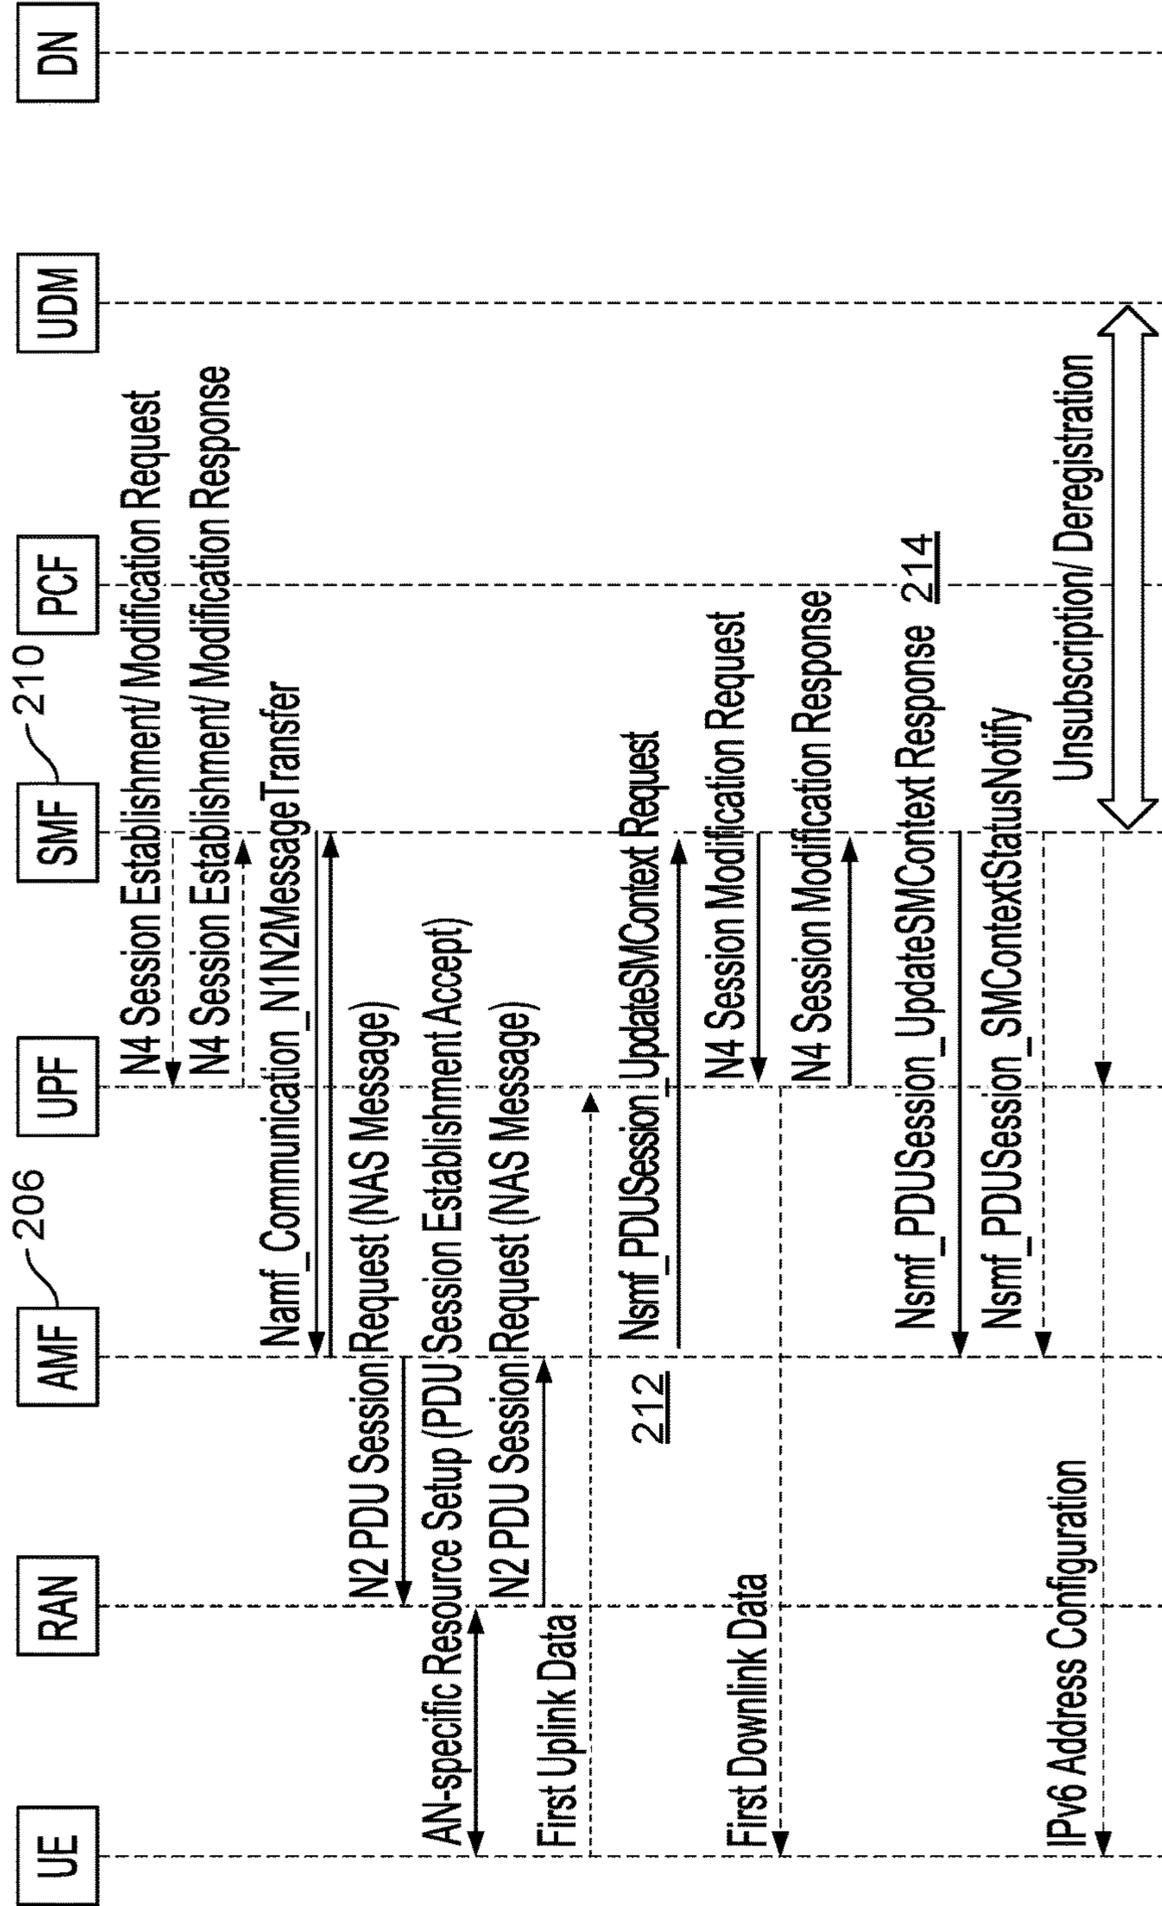 UE
RAN
AMF
206
UPF
SMF
210
PCF
UDM
DN
N4 Session Establishment/ Modification Request
N4 Session Establishment/ Modification Response
Namf_Communication_N1N2MessageTransfer
N2 PDU Session Request (NAS Message)
AN-specific Resource Setup (PDU Session Establishment Accept)
N2 PDU Session Request (NAS Message)
First Uplink Data
212
Nsmf_PDUSession_UpdateSMContext Request
N4 Session Modification Request
First Downlink Data
N4 Session Modification Response
Nsmf_PDUSession_UpdateSMContext Response
214
Nsmf_PDUSession_SMContextStatusNotify
IPv6 Address Configuration
Unsubscription/ Deregistration